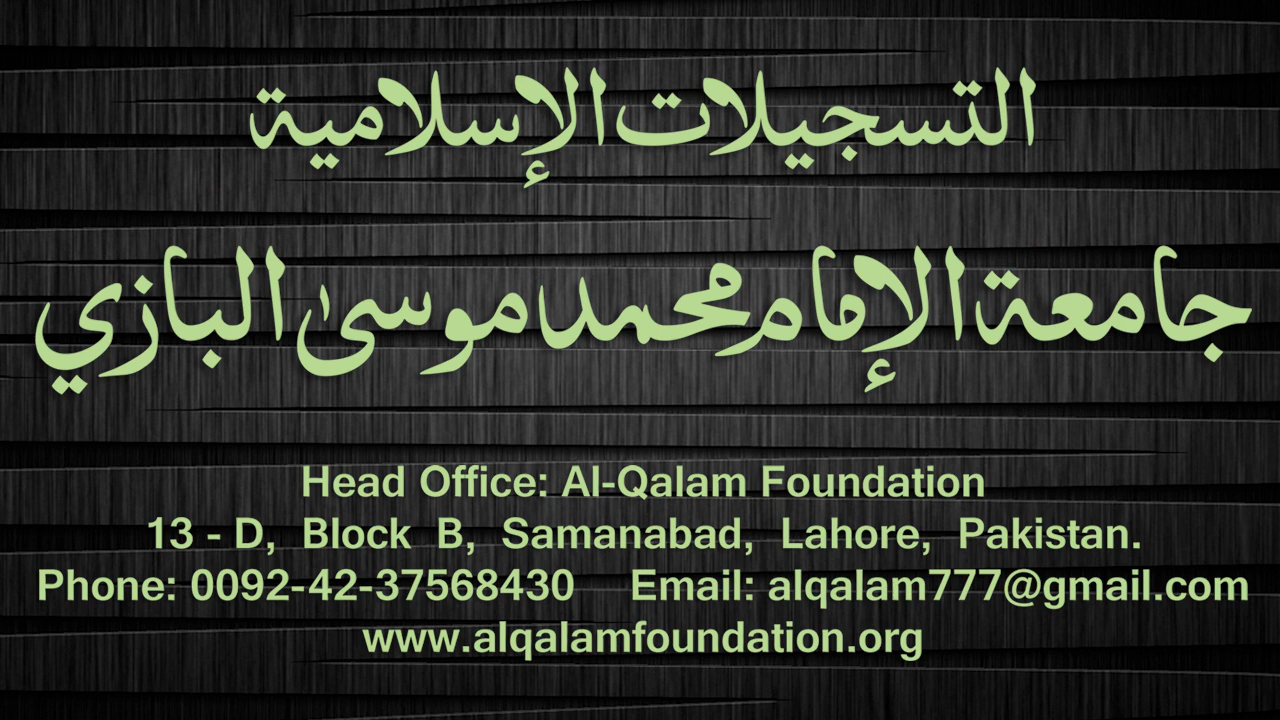 التسجيلات الإسلامية
جامعة الإمام محمد موسىٰ البازي
Head Office: Al-Qalam Foundation
13 - D, Block B, Samanabad, Lahore, Pakistan.
Phone: 0092-42-37568430 Email: alqalam777@gmail.com
www.alqalamfoundation.org